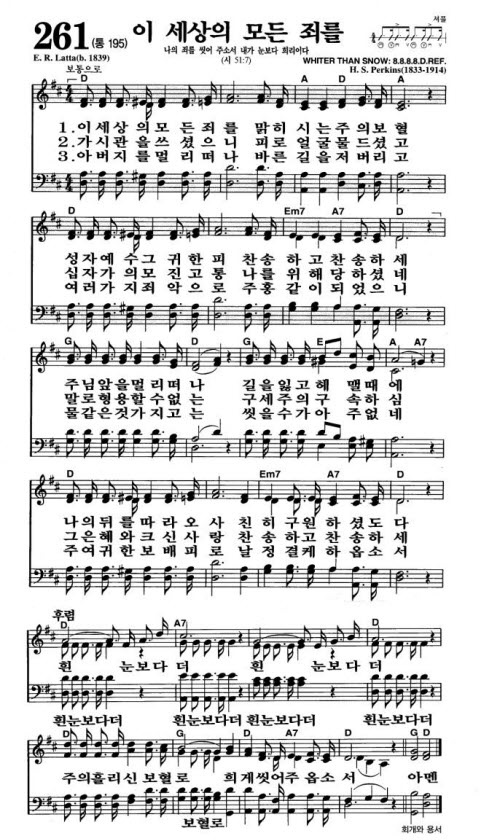 261 (통 195) 이 세상의 모든 죄를
셔플
나의 죄를 씻어 주소서 내가 눈보다 희리이다
(시 51:7)
E. R. Latta(b. 1839)
WHITER THAN SNOW: 8.8.8.8.D.REF.
H. S. Perkins(1833-1914)
보통으로
D A D
1. 이 세상의 모든 죄를 맑히시는 주의 보혈
2. 가시관을 쓰셨으니 피로 얼굴 물드셨고
3. 아버지를 멀리 떠나 바른 길을 저버리고
D Em7 A7 D
성자 예수 그 귀한 피 찬송하고 찬송하세
십자가의 모진 고통 나를 위해 당하셨네
여러가지 죄악으로 주홍같이 되었으니
G D G E A A7
주님 앞을 멀리 떠나 길을 잃고 헤맬 때에
말로 형용할 수 없는 구세주의 구속하심
물같은 것 가지고는 씻을 수가 아주 없네
D Em7 A7 D
나의 뒤를 따라오사 친히 구원하셨도다
그 은혜와 크신 사랑 찬송하고 찬송하세
주여 귀한 보배 피로 날 정결케 하옵소서
후렴
D A7 D
흰 눈보다 더 흰 눈보다 더
흰눈보다더 흰눈보다더 흰눈보다더 흰눈보다더
G D A7 D G D
주의 흘리신 보혈로 희게 씻어 주옵소서 아멘
보혈로
회개와 용서